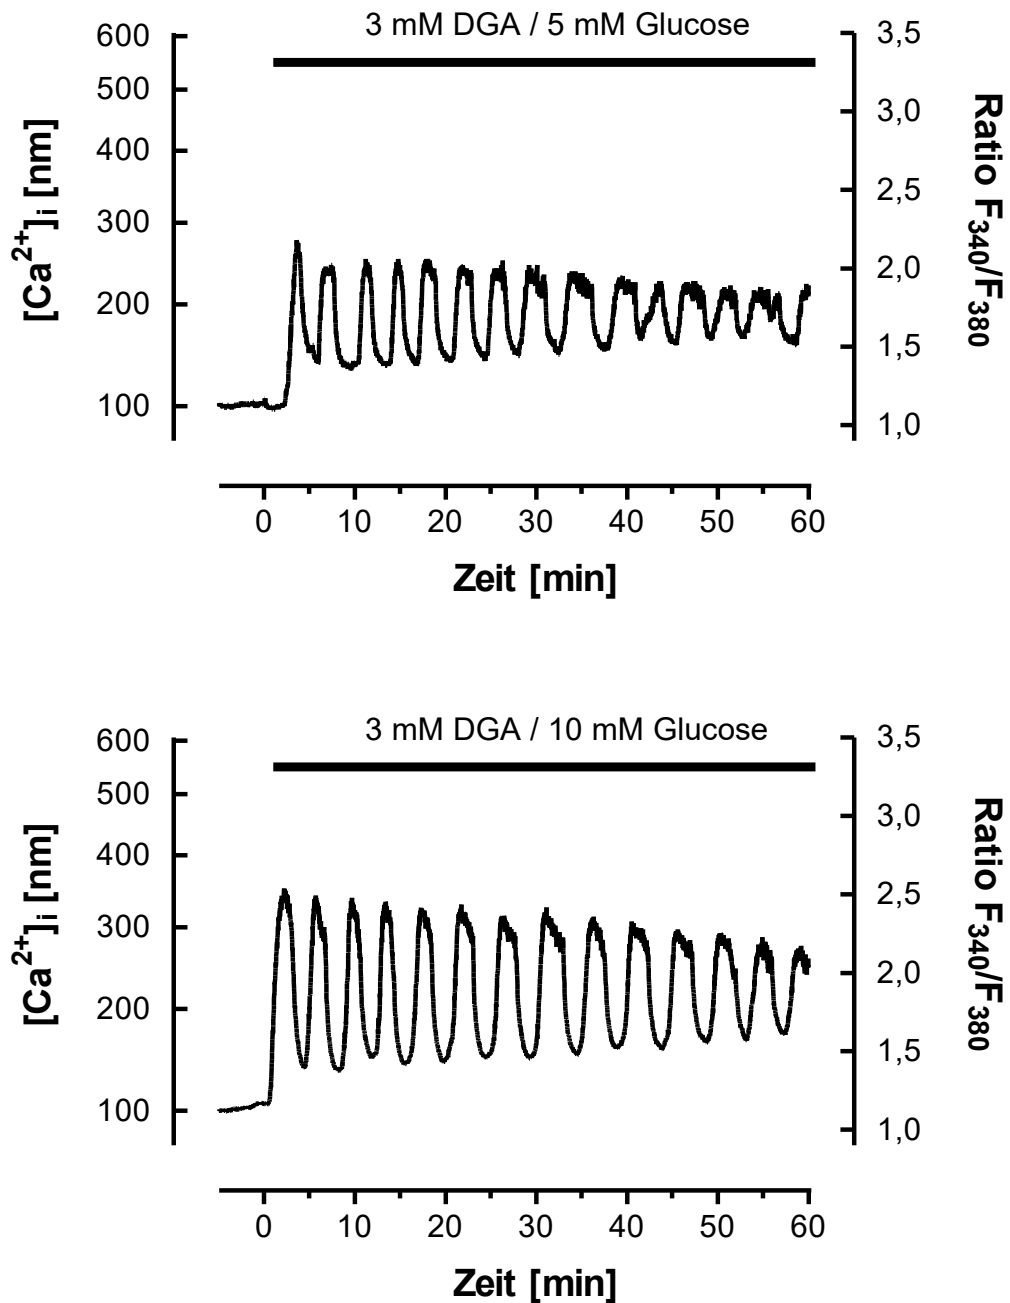 3 mM DGA / 5 mM Glucose
600
500
400
300
200
100
[Ca²⁺]i [nm]
3,5
3,0
2,5
2,0
1,5
1,0
Ratio F340/F380
0 10 20 30 40 50 60
Zeit [min]
3 mM DGA / 10 mM Glucose
600
500
400
300
200
100
[Ca²⁺]i [nm]
3,5
3,0
2,5
2,0
1,5
1,0
Ratio F340/F380
0 10 20 30 40 50 60
Zeit [min]